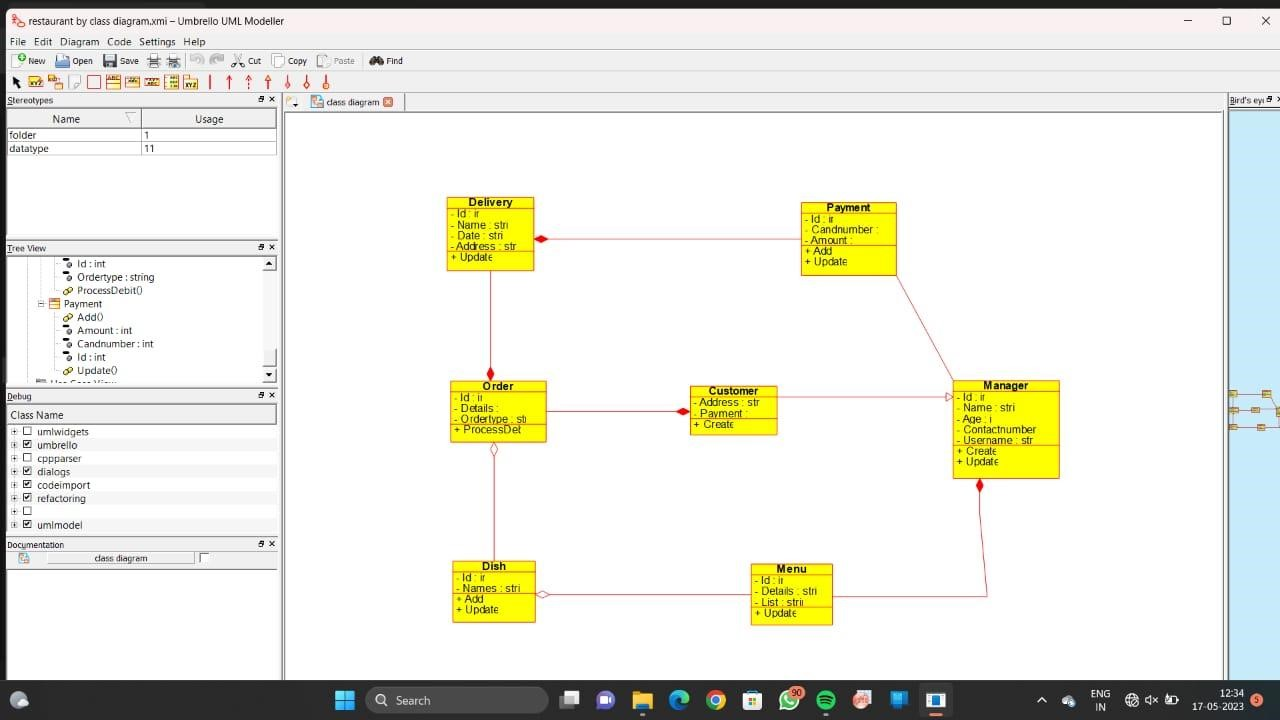 restaurant by class diagram.xmi – Umbrello UML Modeller
File Edit Diagram Code Settings Help
New Open Save Cut Copy Paste Find
Stereotypes
Name Usage
folder 1
datatype 11
Tree View
Id : int
Ordertype : string
ProcessDebit()
Payment
Add()
Amount : int
Candnumber : int
Id : int
Update()
Debug
Class Name
umlwidgets
umbrello
cppparser
dialogs
codeimport
refactoring
umlmodel
Documentation
class diagram
class diagram
Bird's eye
Delivery
- Id : ir
- Name : stri
- Date : stri
- Address : str
+ Update
Payment
- Id : ir
- Candnumber :
- Amount :
+ Add
+ Update
Order
- Id : ir
- Details :
- Ordertype : sti
+ ProcessDet
Customer
- Address : str
- Payment :
+ Create
Manager
- Id : ir
- Name : stri
- Age : i
- Contactnumber
- Username : str
+ Create
+ Update
Dish
- Id : ir
- Names : stri
+ Add
+ Update
Menu
- Id : ir
- Details : stri
- List : strii
+ Update
Search
90
ENG
IN
12:34
17-05-2023
5